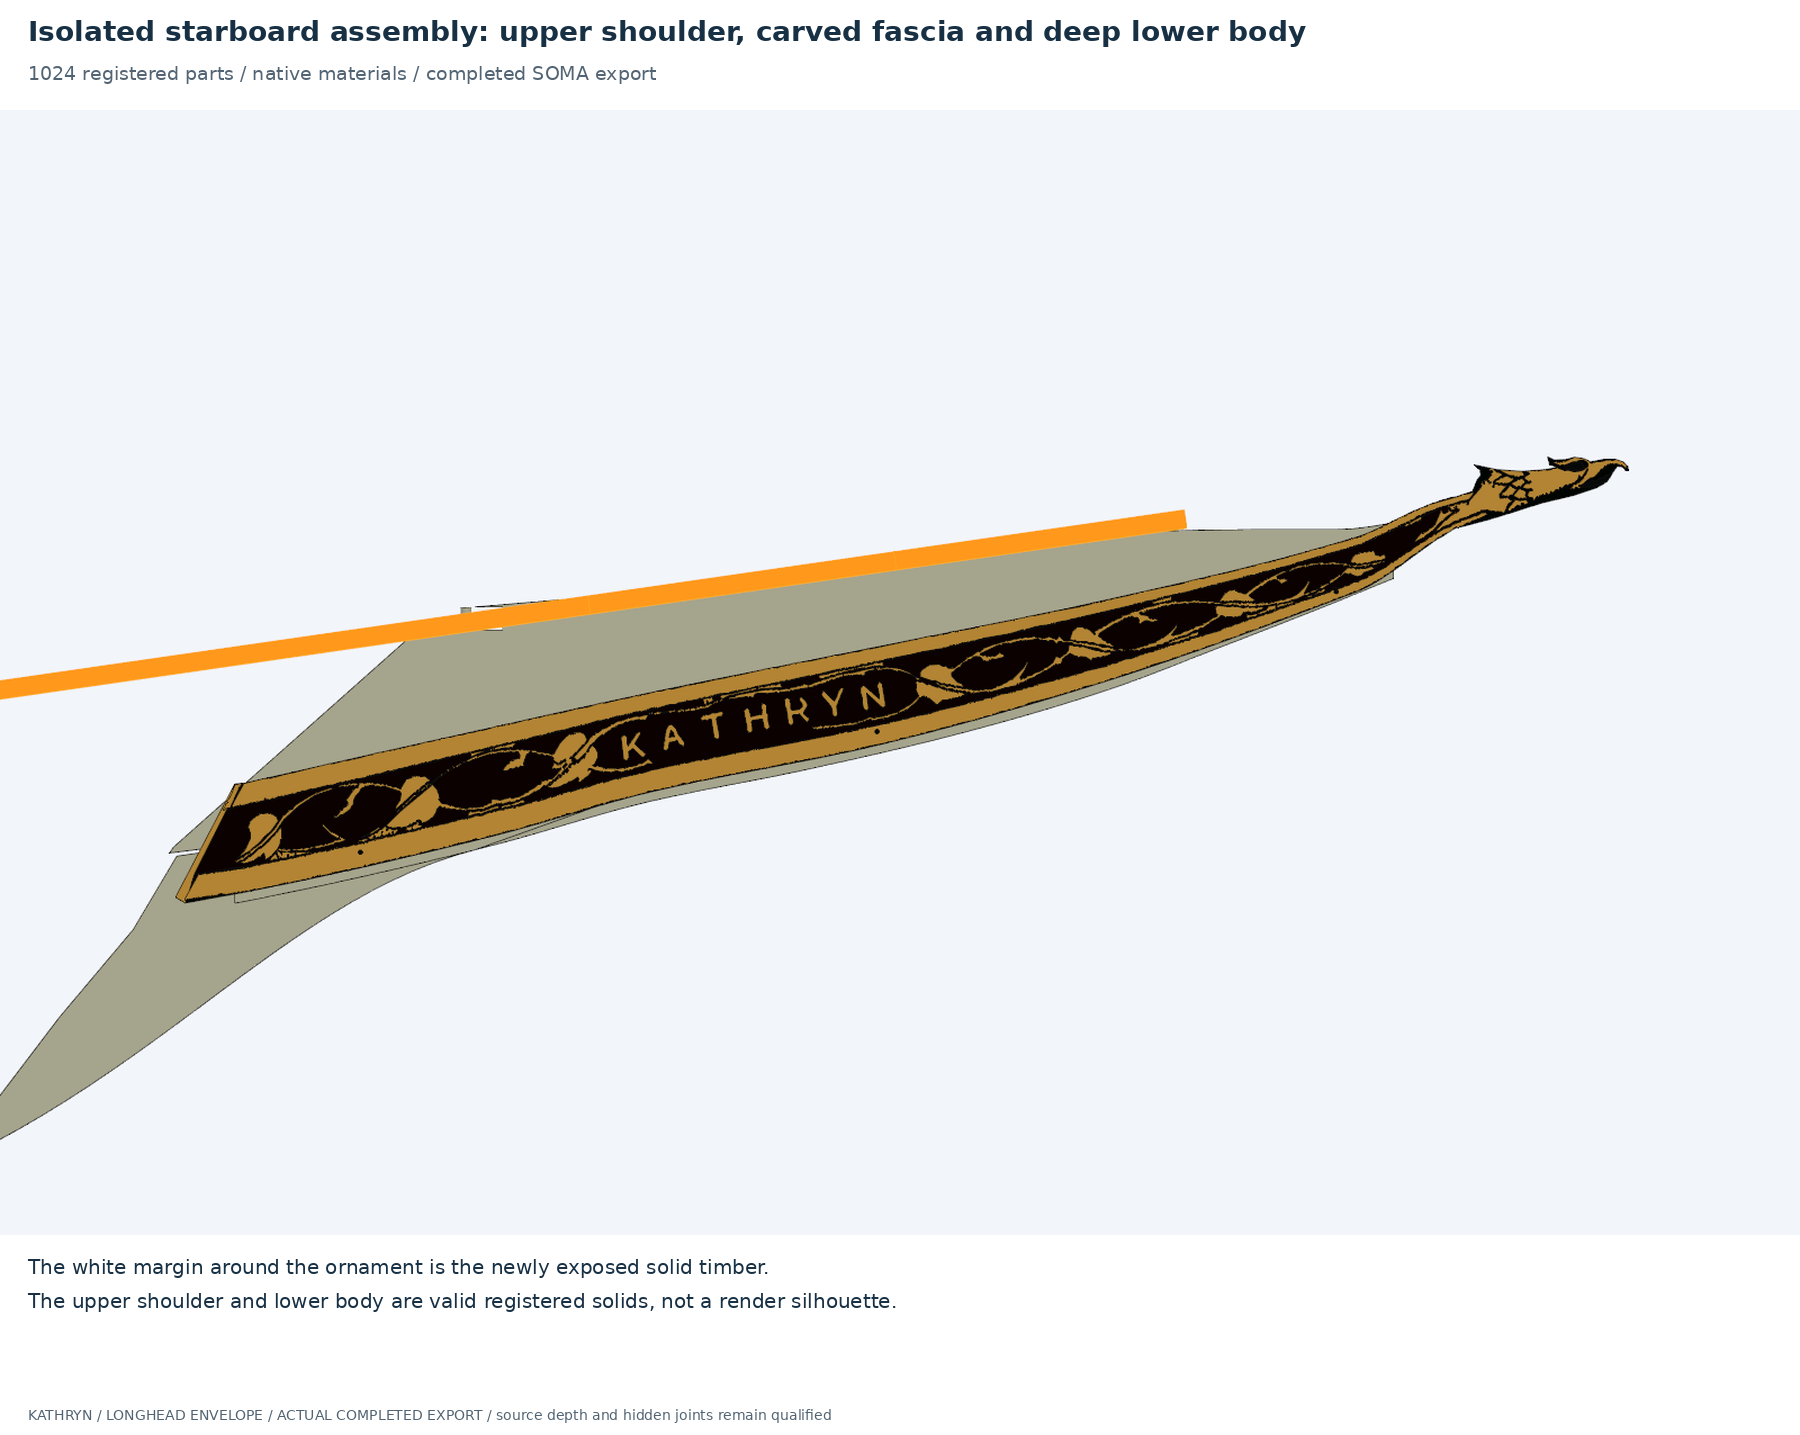 Isolated starboard assembly: upper shoulder, carved fascia and deep lower body
1024 registered parts / native materials / completed SOMA export
KATHRYN
The white margin around the ornament is the newly exposed solid timber.
The upper shoulder and lower body are valid registered solids, not a render silhouette.
KATHRYN / LONGHEAD ENVELOPE / ACTUAL COMPLETED EXPORT / source depth and hidden joints remain qualified